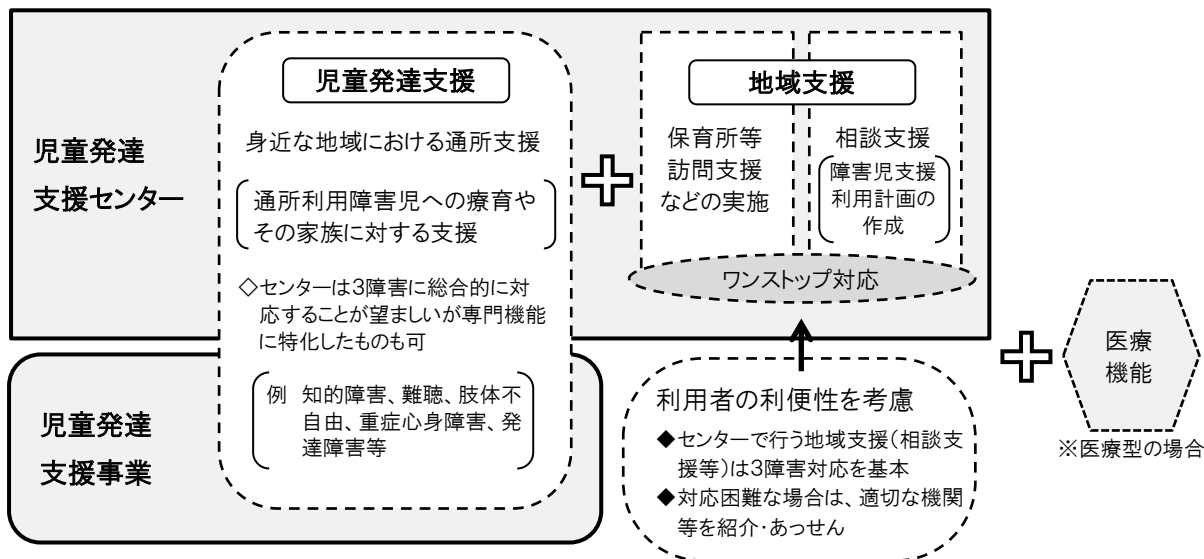 児童発達
支援センター
児童発達支援
身近な地域における通所支援
通所利用障害児への療育や
その家族に対する支援
◇センターは3障害に総合的に対
応することが望ましいが専門機能
に特化したものも可
例 知的障害、難聴、肢体不
自由、重症心身障害、発
達障害等
地域支援
保育所等
訪問支援
などの実施
相談支援
障害児支援
利用計画の
作成
ワンストップ対応
児童発達
支援事業
利用者の利便性を考慮
◆センターで行う地域支援(相談支
援等)は3障害対応を基本
◆対応困難な場合は、適切な機関
等を紹介・あっせん
医療
機能
※医療型の場合